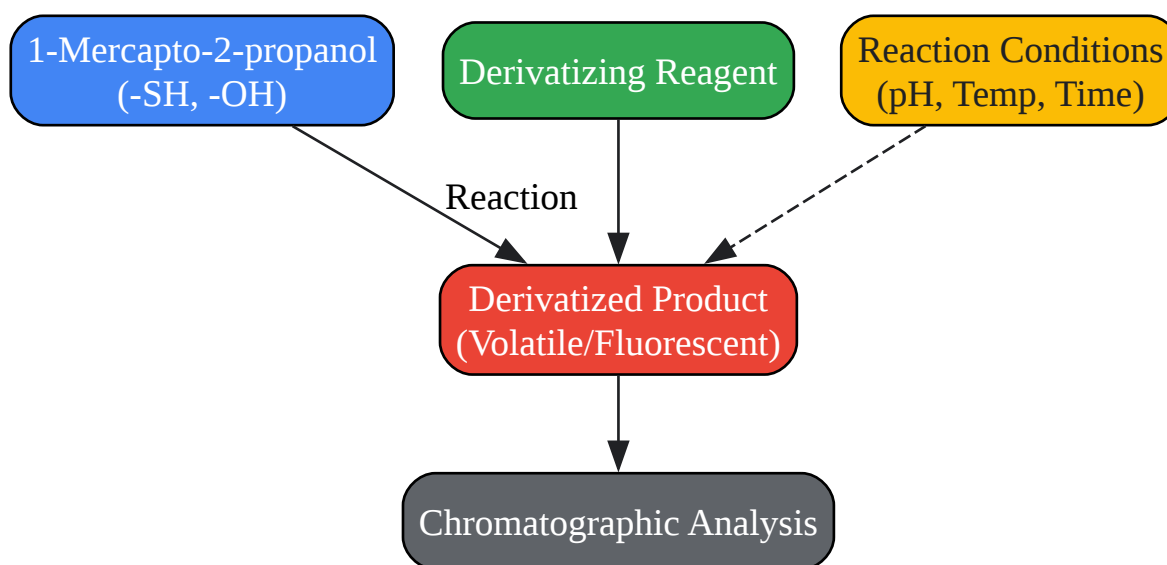 1-Mercapto-2-propanol
(-SH, -OH)
Derivatizing Reagent
Reaction Conditions
(pH, Temp, Time)
Reaction
Derivatized Product
(Volatile/Fluorescent)
Chromatographic Analysis